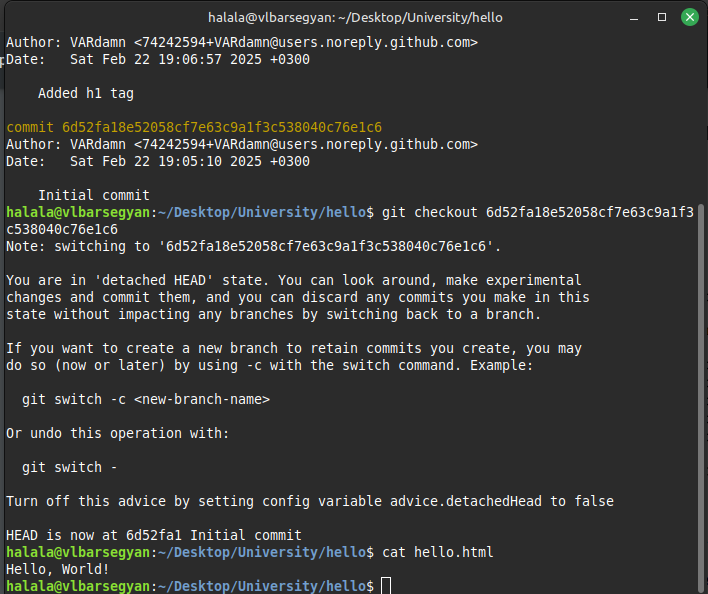 halala@vlbarsegyan: ~/Desktop/University/hello
Author: VARdamn <74242594+VARdamn@users.noreply.github.com>
Date:   Sat Feb 22 19:06:57 2025 +0300
Added h1 tag
commit 6d52fa18e52058cf7e63c9a1f3c538040c76e1c6
Author: VARdamn <74242594+VARdamn@users.noreply.github.com>
Date:   Sat Feb 22 19:05:10 2025 +0300
Initial commit
halala@vlbarsegyan:~/Desktop/University/hello$ git checkout 6d52fa18e52058cf7e63c9a1f3
c538040c76e1c6
Note: switching to '6d52fa18e52058cf7e63c9a1f3c538040c76e1c6'.
You are in 'detached HEAD' state. You can look around, make experimental
changes and commit them, and you can discard any commits you make in this
state without impacting any branches by switching back to a branch.
If you want to create a new branch to retain commits you create, you may
do so (now or later) by using -c with the switch command. Example:
git switch -c <new-branch-name>
Or undo this operation with:
git switch -
Turn off this advice by setting config variable advice.detachedHead to false
HEAD is now at 6d52fa1 Initial commit
halala@vlbarsegyan:~/Desktop/University/hello$ cat hello.html
Hello, World!
halala@vlbarsegyan:~/Desktop/University/hello$